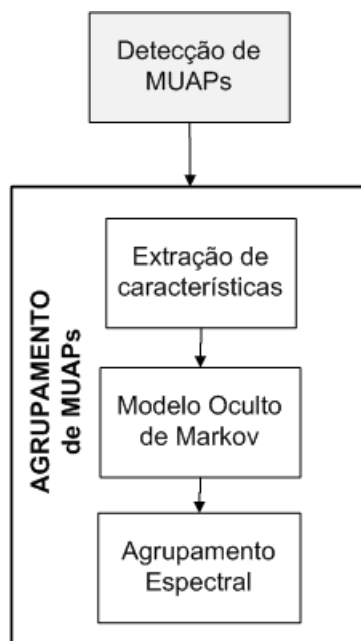 Detecção de
MUAPs
AGRUPAMENTO
de MUAPs
Extração de
características
Modelo Oculto
de Markov
Agrupamento
Espectral